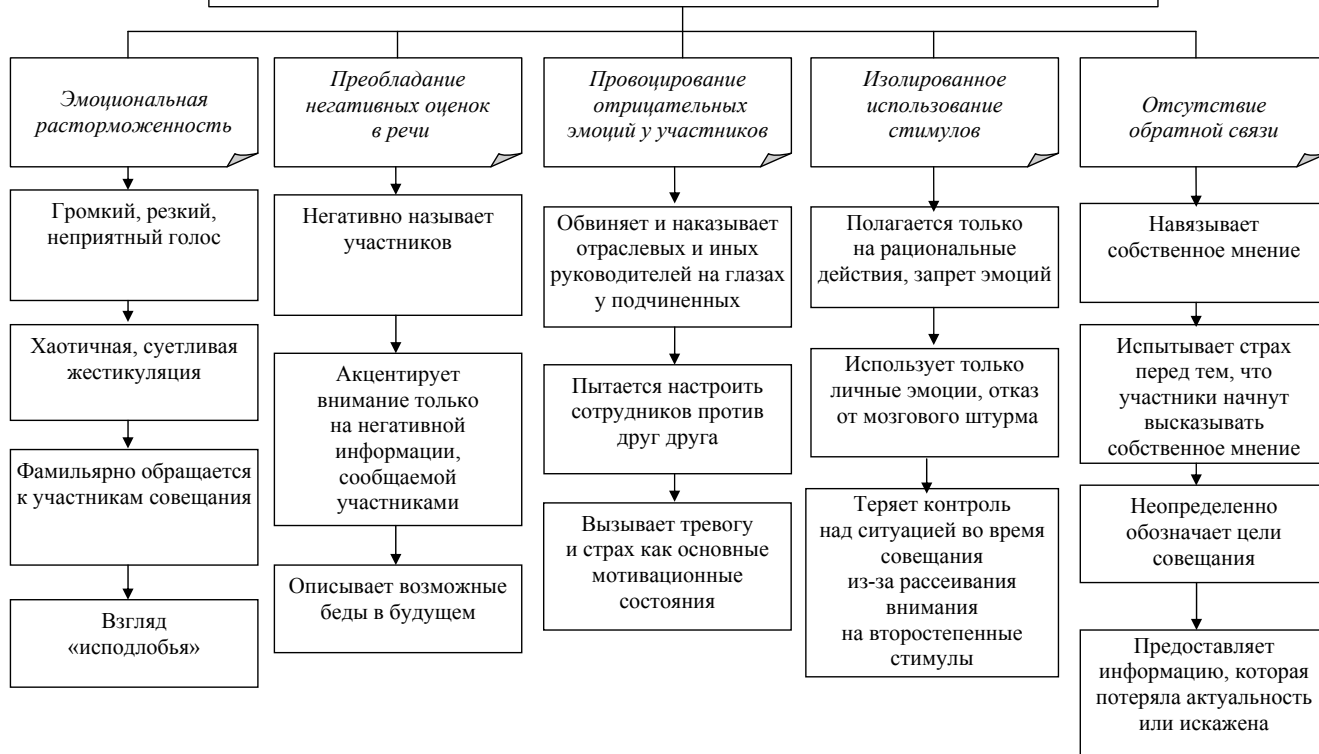 Эмоциональная
расторможенность
Громкий, резкий,
неприятный голос
Хаотичная, суетливая
жестикуляция
Фамильярно обращается
к участникам совещания
Взгляд
«исподлобья»
Преобладание
негативных оценок
в речи
Негативно называет
участников
Акцентирует
внимание только
на негативной
информации,
сообщаемой
участниками
Описывает возможные
беды в будущем
Провоцирование
отрицательных
эмоций у участников
Обвиняет и наказывает
отраслевых и иных
руководителей на глазах
у подчиненных
Пытается настроить
сотрудников против
друг друга
Вызывает тревогу
и страх как основные
мотивационные
состояния
Изолированное
использование
стимулов
Полагается только
на рациональные
действия, запрет эмоций
Использует только
личные эмоции, отказ
от мозгового штурма
Теряет контроль
над ситуацией во время
совещания
из-за рассеивания
внимания
на второстепенные
стимулы
Отсутствие
обратной связи
Навязывает
собственное мнение
Испытывает страх
перед тем, что
участники начнут
высказывать
собственное мнение
Неопределенно
обозначает цели
совещания
Предоставляет
информацию, которая
потеряла актуальность
или искажена